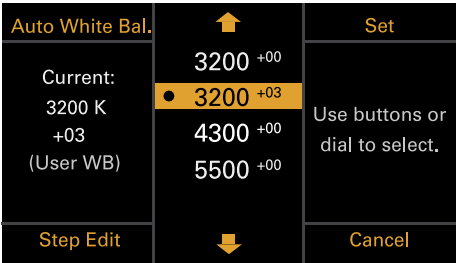 Auto White Bal.
Set
Current:
3200 K
+03
(User WB)
3200 +00
3200 +03
4300 +00
5500 +00
Use buttons or
dial to select.
Step Edit
Cancel